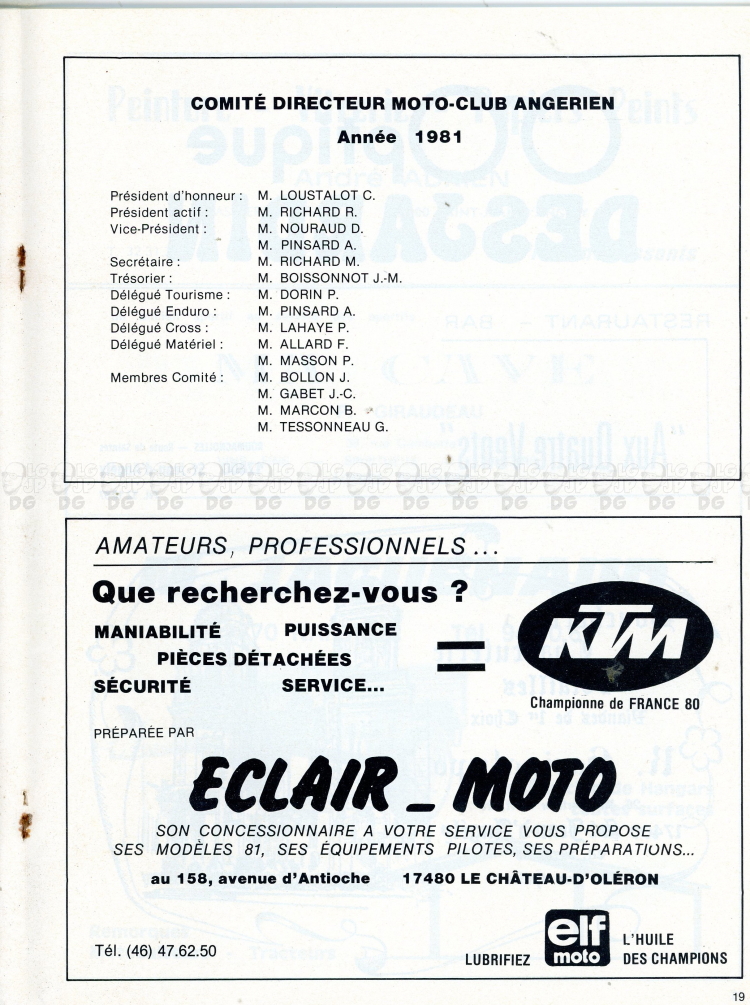 COMITÉ DIRECTEUR MOTO-CLUB ANGERIEN
Année 1981
Président d'honneur : M. LOUSTALOT C.
Président actif : M. RICHARD R.
Vice-Président : M. NOURAUD D.
M. PINSARD A.
Secrétaire : M. RICHARD M.
Trésorier : M. BOISSONNOT J.-M.
Délégué Tourisme : M. DORIN P.
Délégué Enduro : M. PINSARD A.
Délégué Cross : M. LAHAYE P.
Délégué Matériel : M. ALLARD F.
M. MASSON P.
Membres Comité : M. BOLLON J.
M. GABET J.-C.
M. MARCON B.
M. TESSONNEAU G.
AMATEURS, PROFESSIONNELS ...
Que recherchez-vous ?
MANIABILITÉ PUISSANCE
PIÈCES DÉTACHÉES
SÉCURITÉ SERVICE...
=
KTM
Championne de FRANCE 80
PRÉPARÉE PAR
ECLAIR _ MOTO
SON CONCESSIONNAIRE A VOTRE SERVICE VOUS PROPOSE
SES MODÈLES 81, SES ÉQUIPEMENTS PILOTES, SES PRÉPARATIONS...
au 158, avenue d'Antioche 17480 LE CHÂTEAU-D'OLÉRON
Tél. (46) 47.62.50
LUBRIFIEZ
elf
moto
L'HUILE
DES CHAMPIONS
19